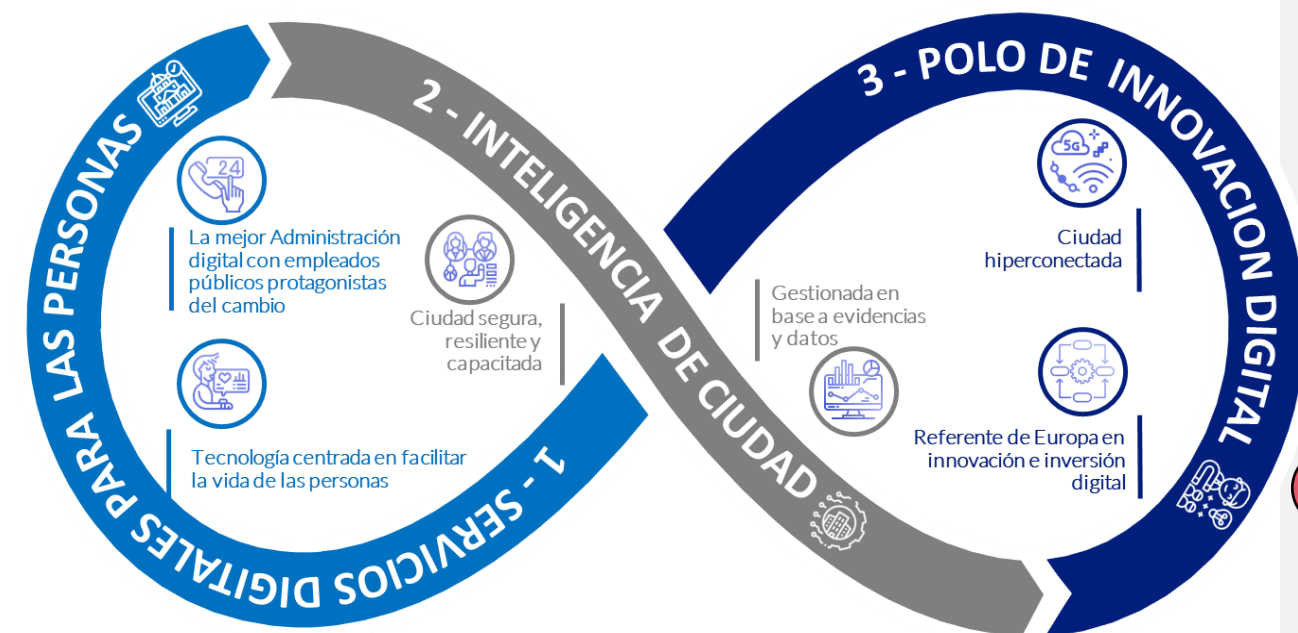 1 - SERVICIOS DIGITALES PARA LAS PERSONAS
24
La mejor Administración
digital con empleados
públicos protagonistas
del cambio
Tecnología centrada en facilitar
la vida de las personas
2 - INTELIGENCIA DE CIUDAD
Ciudad segura,
resiliente y
capacitada
Gestionada en
base a evidencias
y datos
3 - POLO DE INNOVACION DIGITAL
5G
Ciudad
hiperconectada
Referente de Europa en
innovación e inversión
digital